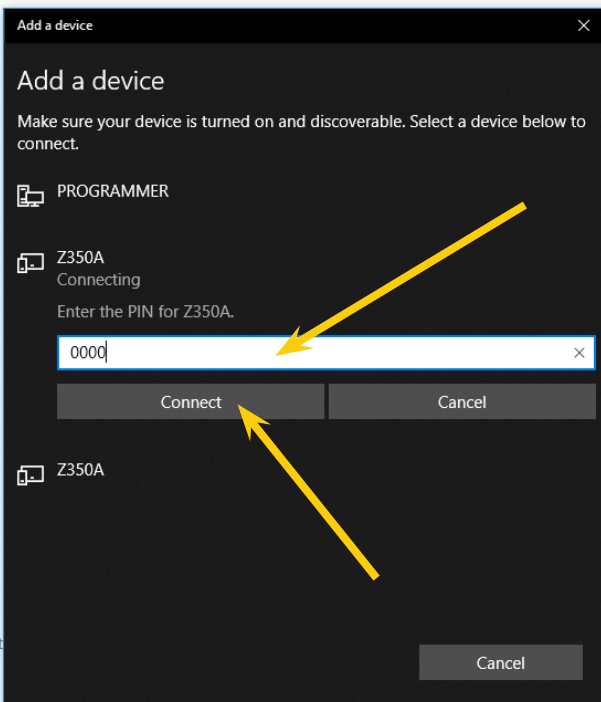 Add a device
Add a device
Make sure your device is turned on and discoverable. Select a device below to
connect.
PROGRAMMER
Z350A
Connecting
Enter the PIN for Z350A.
0000
Connect Cancel
Z350A
Cancel